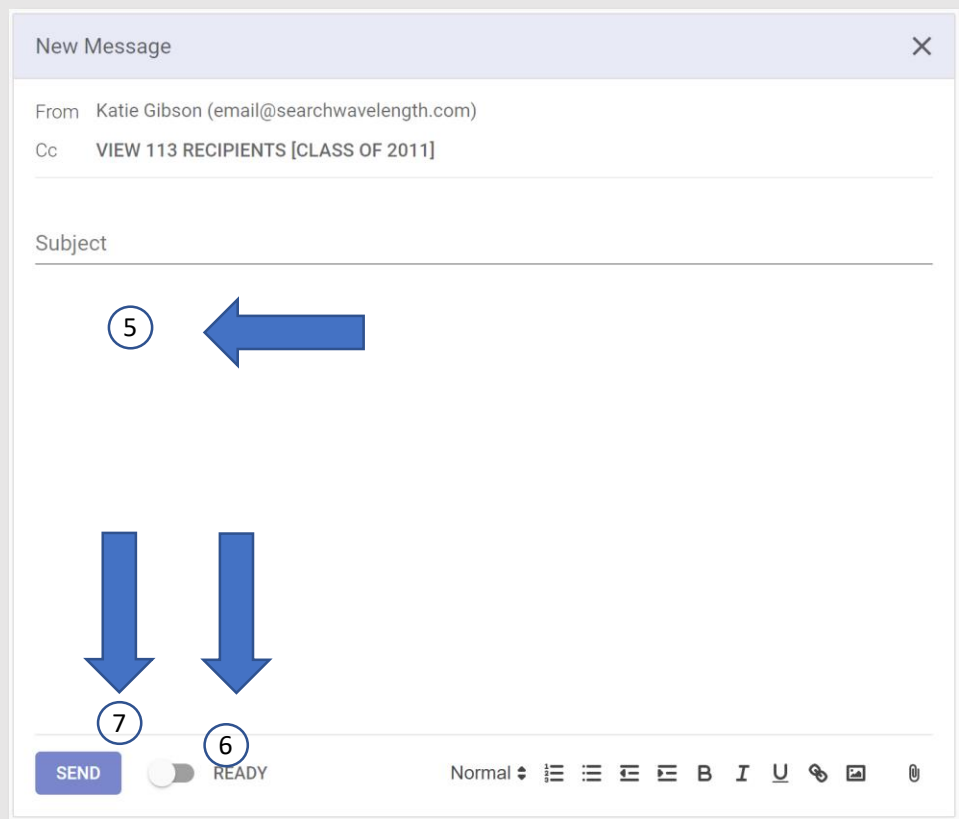 New Message
From Katie Gibson (email@searchwavelength.com)
Cc VIEW 113 RECIPIENTS [CLASS OF 2011]
Subject
5
7
6
SEND READY Normal B I U